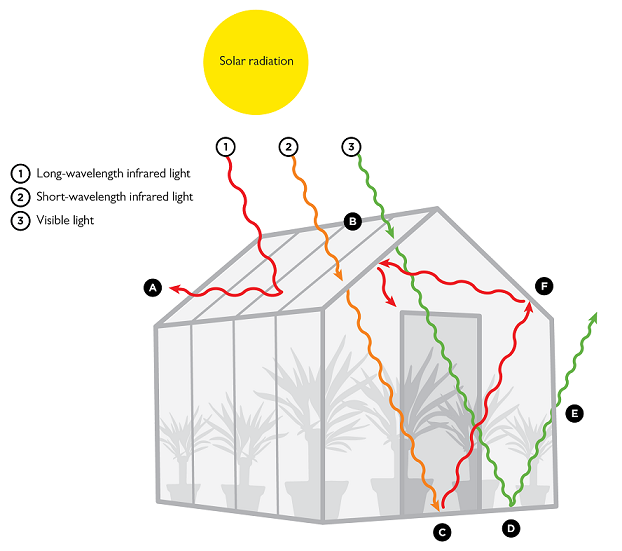 Solar radiation
1 2 3
1 Long-wavelength infrared light
2 Short-wavelength infrared light
3 Visible light
B
A
F
E
C
D